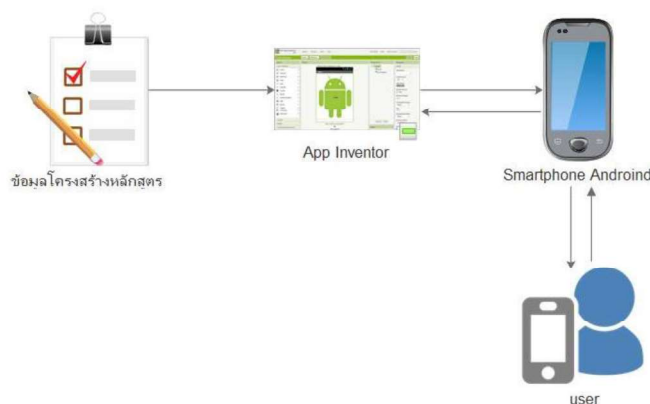 App Inventor
ข้อมูลโครงสร้างหลักสูตร
Smartphone Androind
user